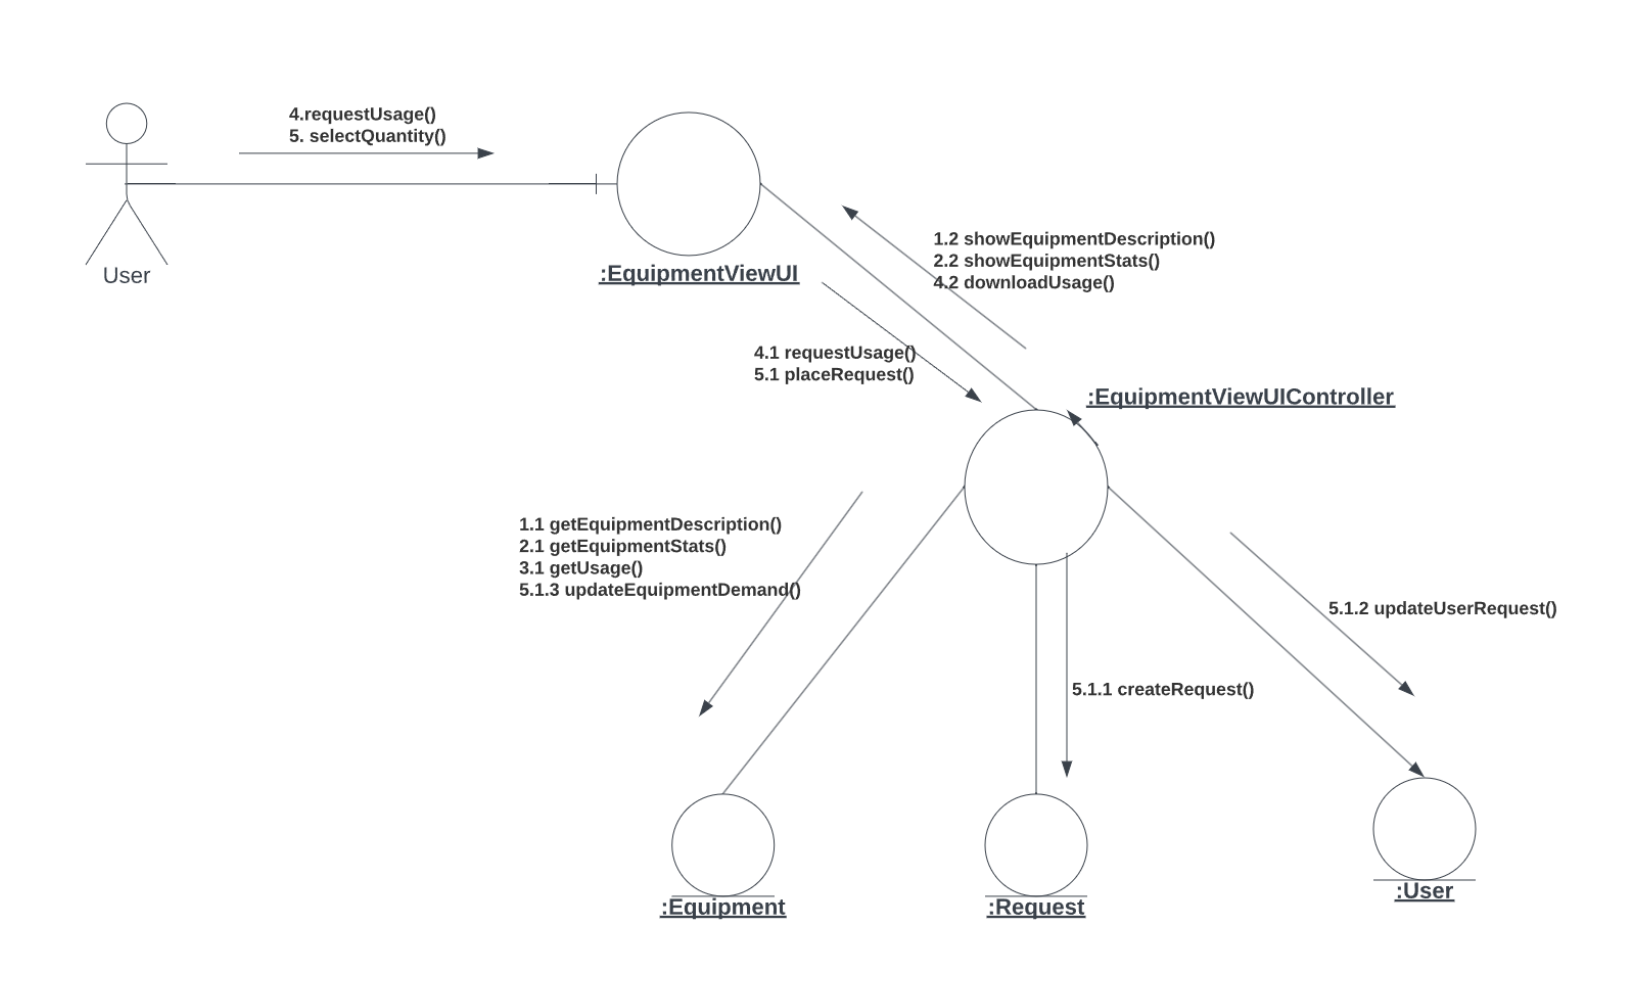 4.requestUsage()
5. selectQuantity()
User
:EquipmentViewUI
1.2 showEquipmentDescription()
2.2 showEquipmentStats()
4.2 downloadUsage()
4.1 requestUsage()
5.1 placeRequest()
:EquipmentViewUIController
1.1 getEquipmentDescription()
2.1 getEquipmentStats()
3.1 getUsage()
5.1.3 updateEquipmentDemand()
5.1.2 updateUserRequest()
5.1.1 createRequest()
:Equipment
:Request
:User